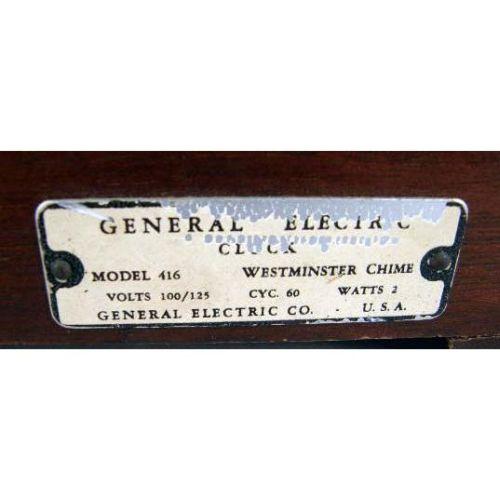 GENERAL ELECTRIC
CLOCK
MODEL 416 WESTMINSTER CHIME
VOLTS 100/125 CYC. 60 WATTS 2
GENERAL ELECTRIC CO. - U.S.A.